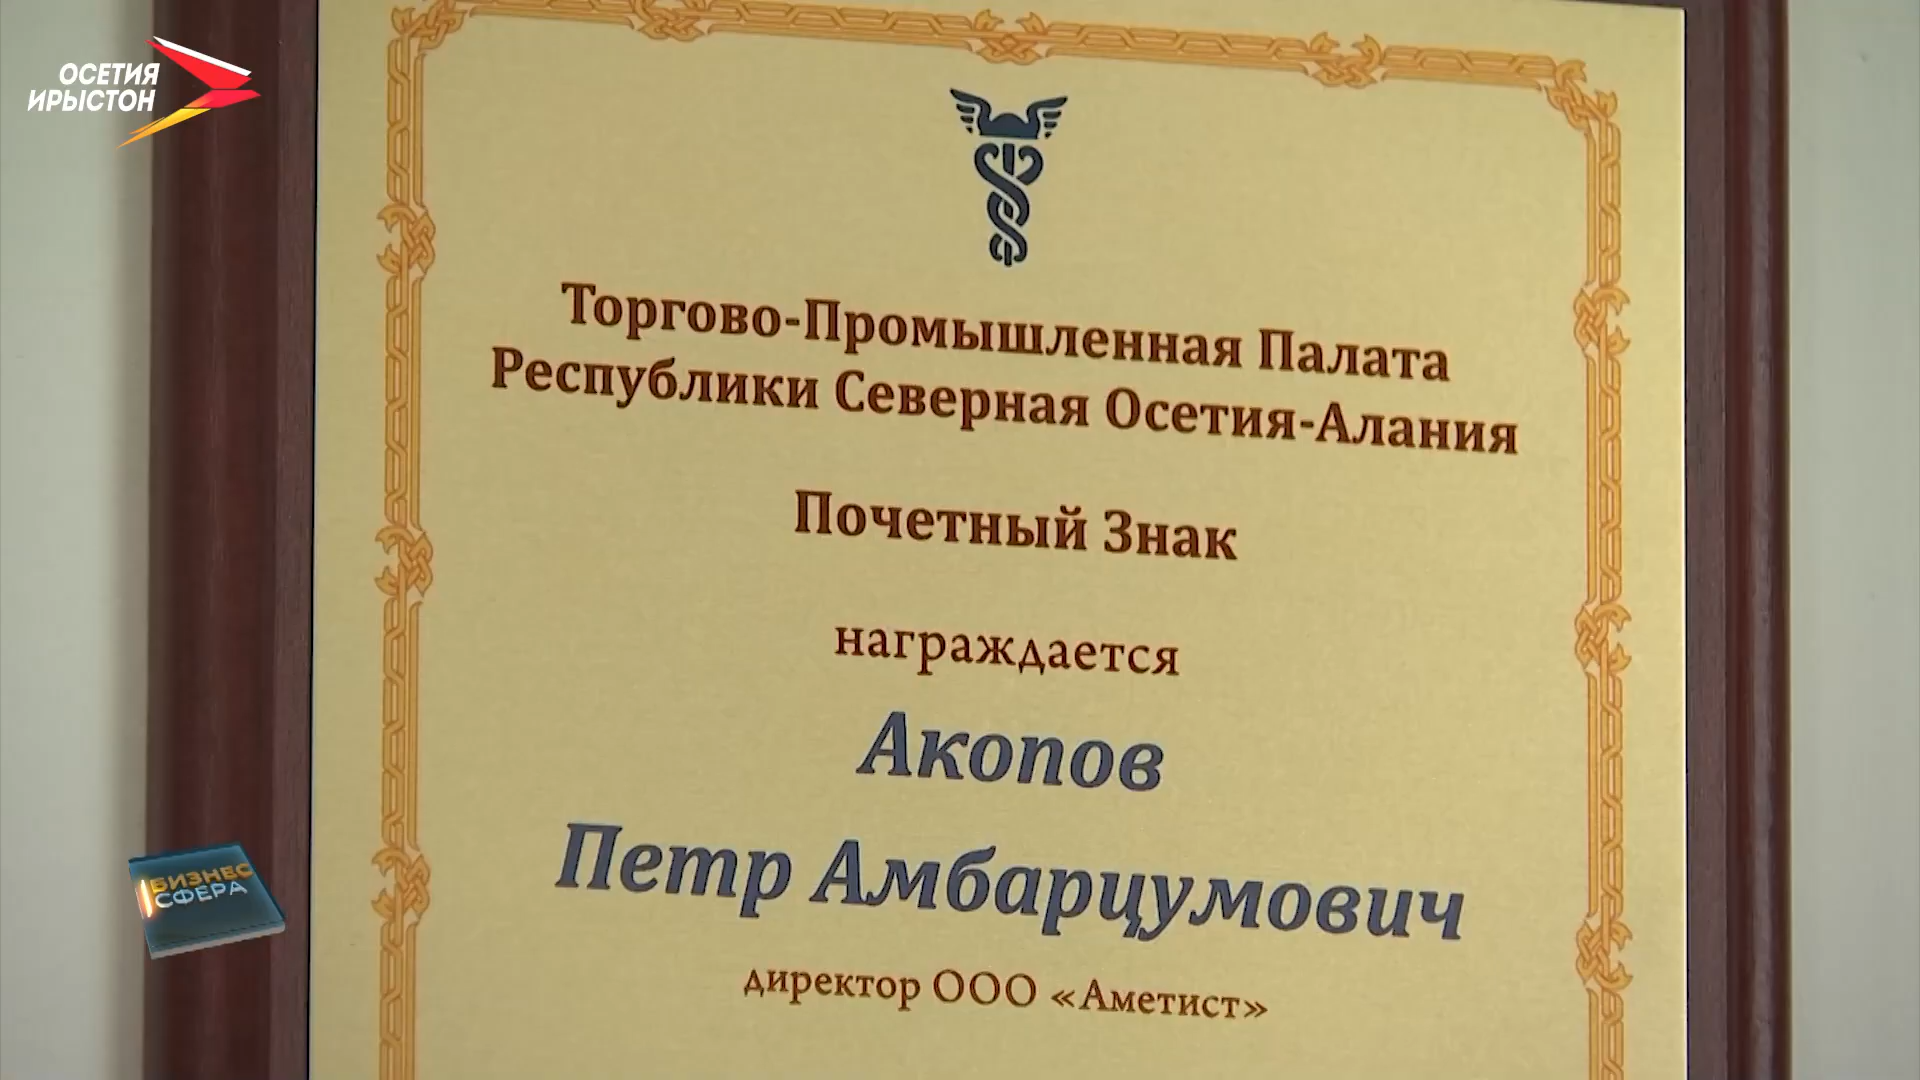 ОСЕТИЯ
ИРЫСТОН
Торгово-Промышленная Палата
Республики Северная Осетия-Алания
Почетный Знак
награждается
Акопов
Петр Амбарцумович
директор ООО «Аметист»
БИЗНЕС
СФЕРА